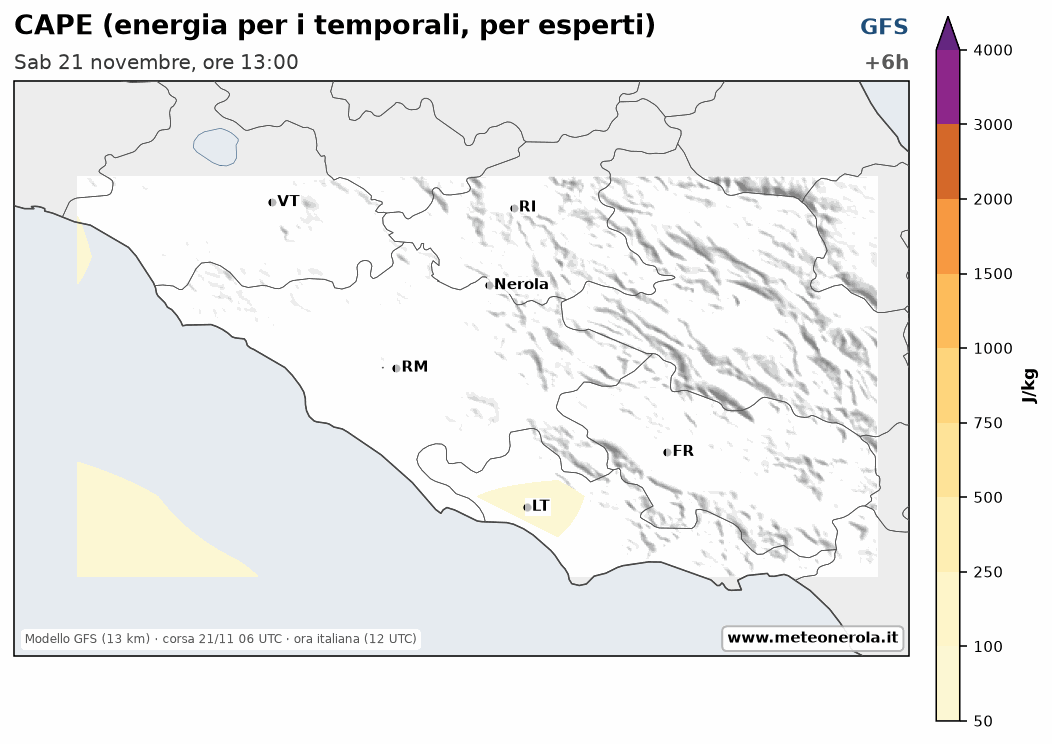 CAPE (energia per i temporali, per esperti)
GFS
Sab 21 novembre, ore 13:00
+6h
VT
RI
Nerola
RM
FR
LT
Modello GFS (13 km) · corsa 21/11 06 UTC · ora italiana (12 UTC)
www.meteonerola.it
4000
3000
2000
1500
1000
750
500
250
100
50
J/kg